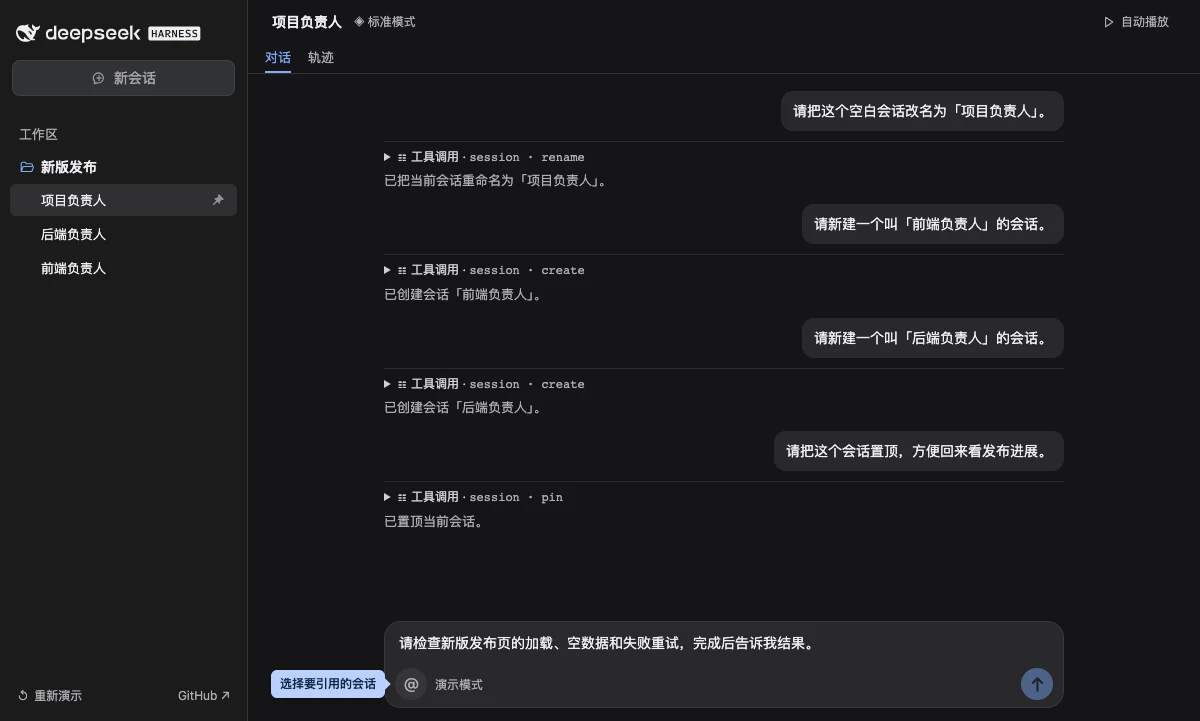 deepseek HARNESS
新会话
工作区
新版发布
项目负责人
后端负责人
前端负责人
重新演示
GitHub
项目负责人 标准模式
自动播放
对话 轨迹
请把这个空白会话改名为「项目负责人」。
工具调用 · session · rename
已把当前会话重命名为「项目负责人」。
请新建一个叫「前端负责人」的会话。
工具调用 · session · create
已创建会话「前端负责人」。
请新建一个叫「后端负责人」的会话。
工具调用 · session · create
已创建会话「后端负责人」。
请把这个会话置顶，方便回来看发布进展。
工具调用 · session · pin
已置顶当前会话。
请检查新版发布页的加载、空数据和失败重试，完成后告诉我结果。
选择要引用的会话
@ 演示模式